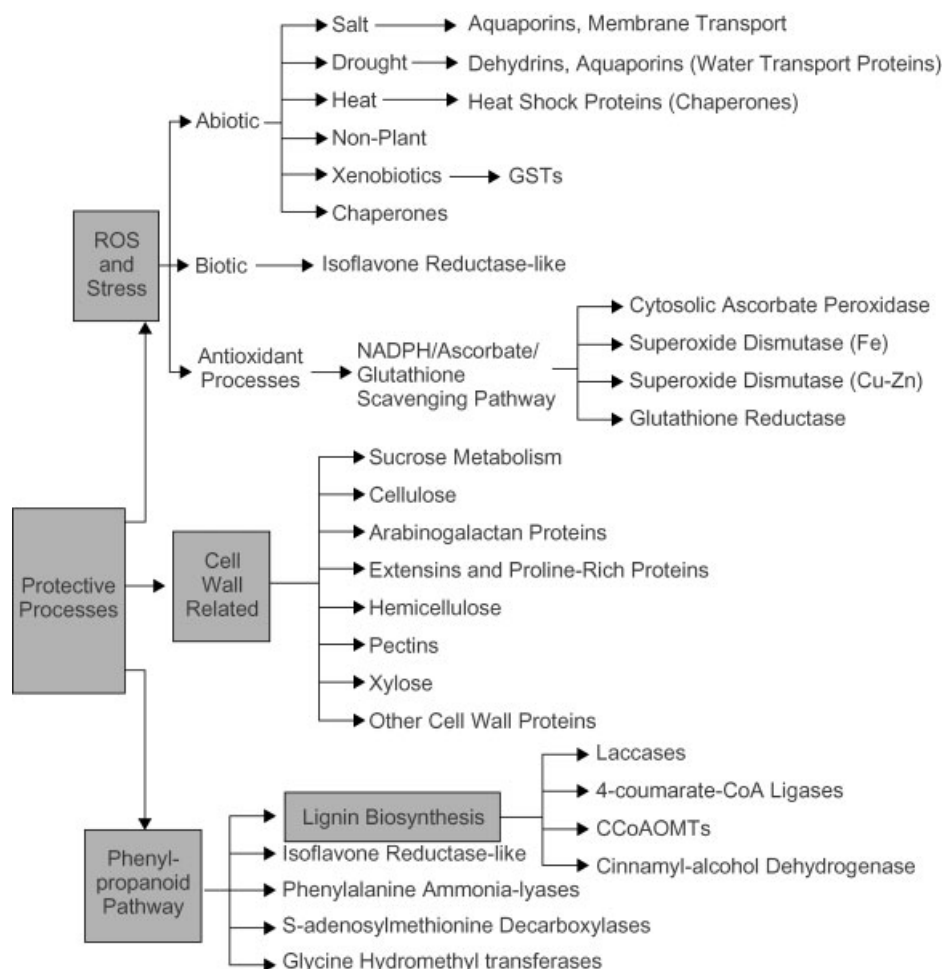 Salt
Aquaporins, Membrane Transport
Drought
Dehydrins, Aquaporins (Water Transport Proteins)
Heat
Heat Shock Proteins (Chaperones)
Abiotic
Non-Plant
Xenobiotics
GSTs
Chaperones
ROS
and
Stress
Biotic
Isoflavone Reductase-like
Antioxidant
Processes
NADPH/Ascorbate/
Glutathione
Scavenging Pathway
Cytosolic Ascorbate Peroxidase
Superoxide Dismutase (Fe)
Superoxide Dismutase (Cu-Zn)
Glutathione Reductase
Protective
Processes
Cell
Wall
Related
Sucrose Metabolism
Cellulose
Arabinogalactan Proteins
Extensins and Proline-Rich Proteins
Hemicellulose
Pectins
Xylose
Other Cell Wall Proteins
Phenyl-
propanoid
Pathway
Lignin Biosynthesis
Laccases
4-coumarate-CoA Ligases
CCoAOMTs
Cinnamyl-alcohol Dehydrogenase
Isoflavone Reductase-like
Phenylalanine Ammonia-lyases
S-adenosylmethionine Decarboxylases
Glycine Hydromethyl transferases